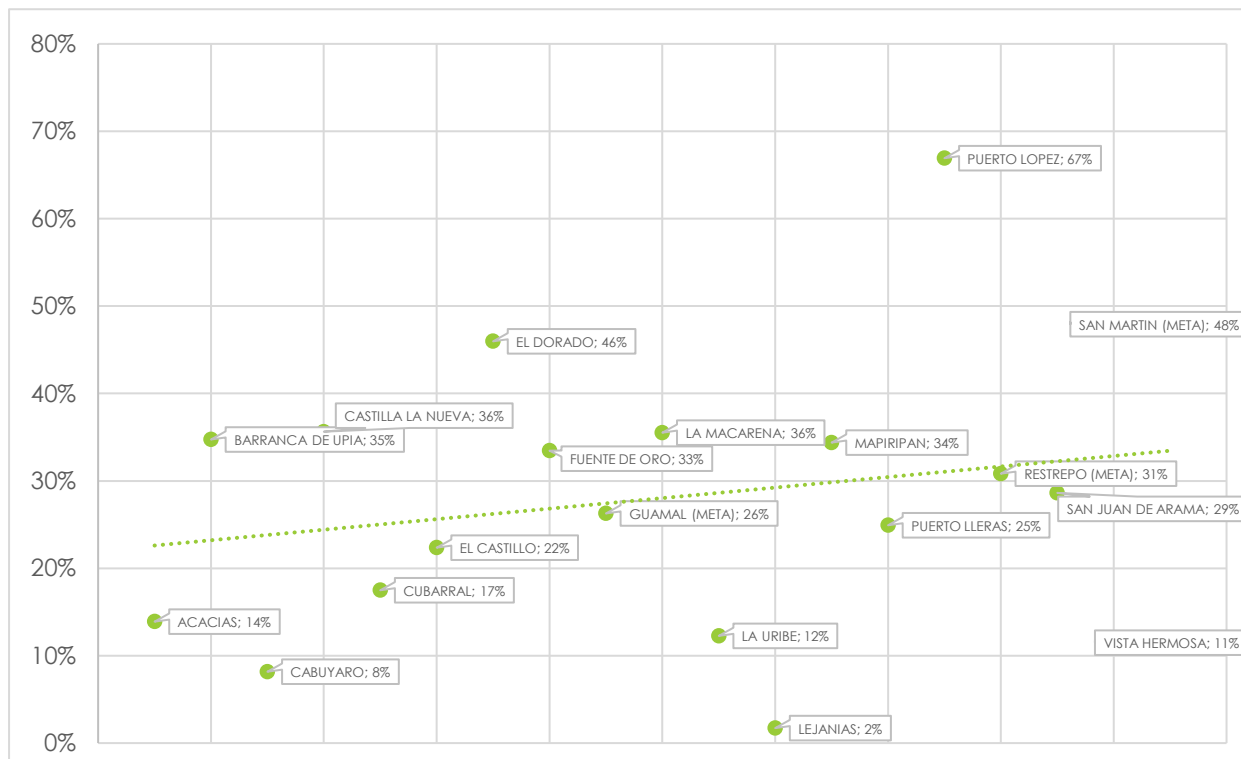 80%
70%
60%
50%
40%
30%
20%
10%
0%
PUERTO LOPEZ; 67%
SAN MARTIN (META); 48%
EL DORADO; 46%
CASTILLA LA NUEVA; 36%
BARRANCA DE UPIA; 35%
LA MACARENA; 36%
MAPIRIPAN; 34%
FUENTE DE ORO; 33%
RESTREPO (META); 31%
SAN JUAN DE ARAMA; 29%
GUAMAL (META); 26%
PUERTO LLERAS; 25%
EL CASTILLO; 22%
CUBARRAL; 17%
ACACIAS; 14%
LA URIBE; 12%
VISTA HERMOSA; 11%
CABUYARO; 8%
LEJANIAS; 2%